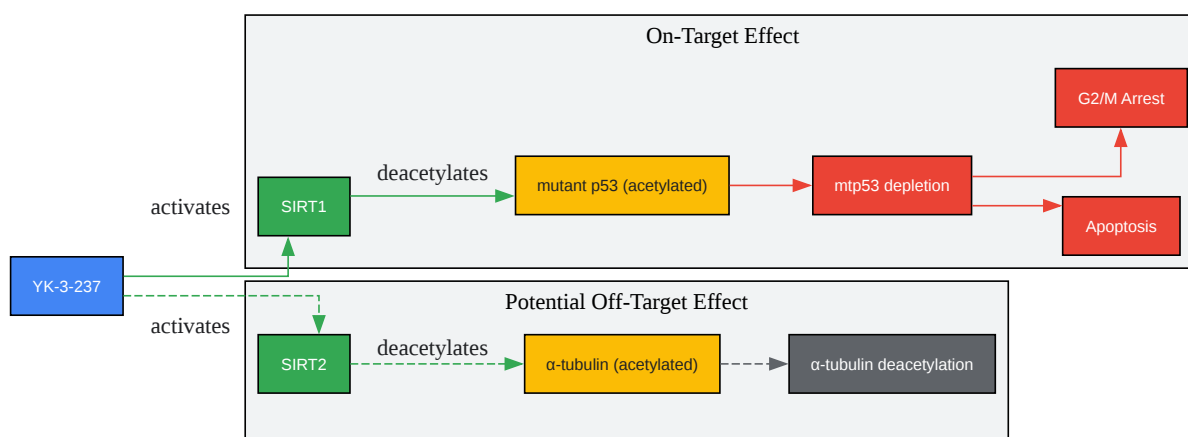 On-Target Effect
G2/M Arrest
deacetylates
mutant p53 (acetylated)
mtp53 depletion
activates
SIRT1
Apoptosis
YK-3-237
Potential Off-Target Effect
activates
deacetylates
SIRT2
α-tubulin (acetylated)
α-tubulin deacetylation